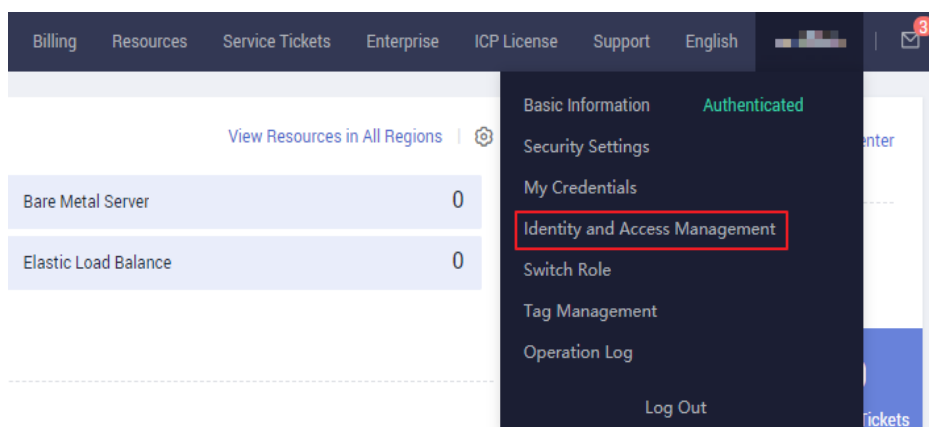 Billing Resources Service Tickets Enterprise ICP License Support English 3
Basic Information Authenticated
View Resources in All Regions enter
Security Settings
My Credentials
Bare Metal Server 0
Identity and Access Management
Elastic Load Balance 0
Switch Role
Tag Management
Operation Log
Log Out
Tickets